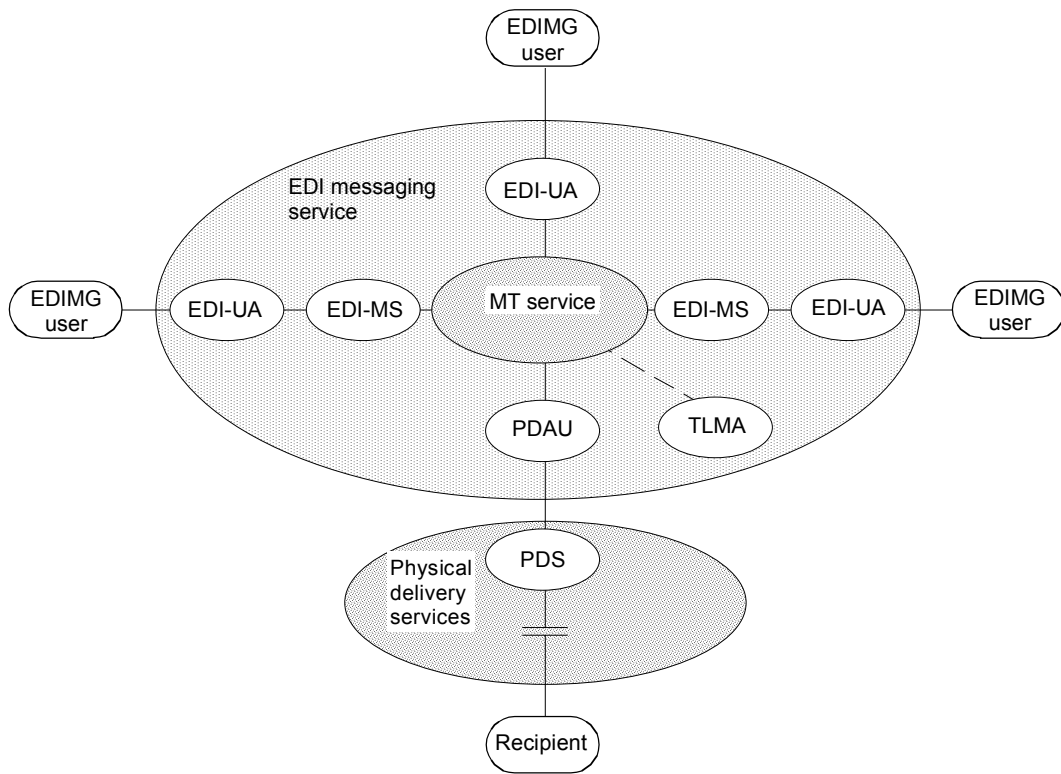 EDIMG
user
EDI messaging
service
EDI-UA
EDIMG
user
EDI-UA
EDI-MS
MT service
EDI-MS
EDI-UA
EDIMG
user
PDAU
TLMA
PDS
Physical
delivery
services
Recipient